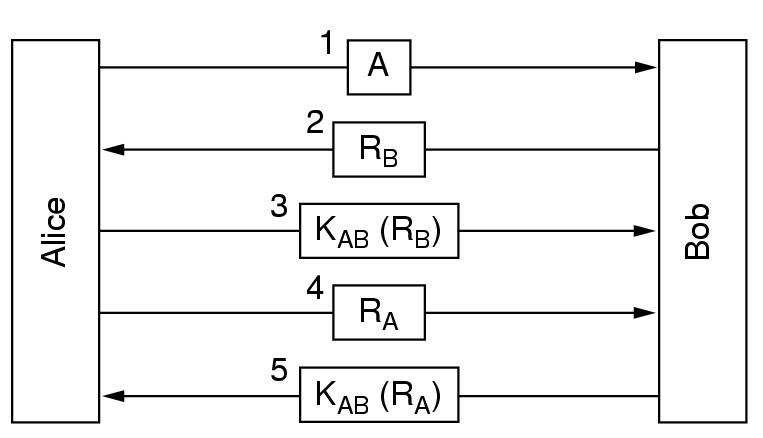 1
A
2
R_B
3
K_AB (R_B)
4
R_A
5
K_AB (R_A)
Alice
Bob